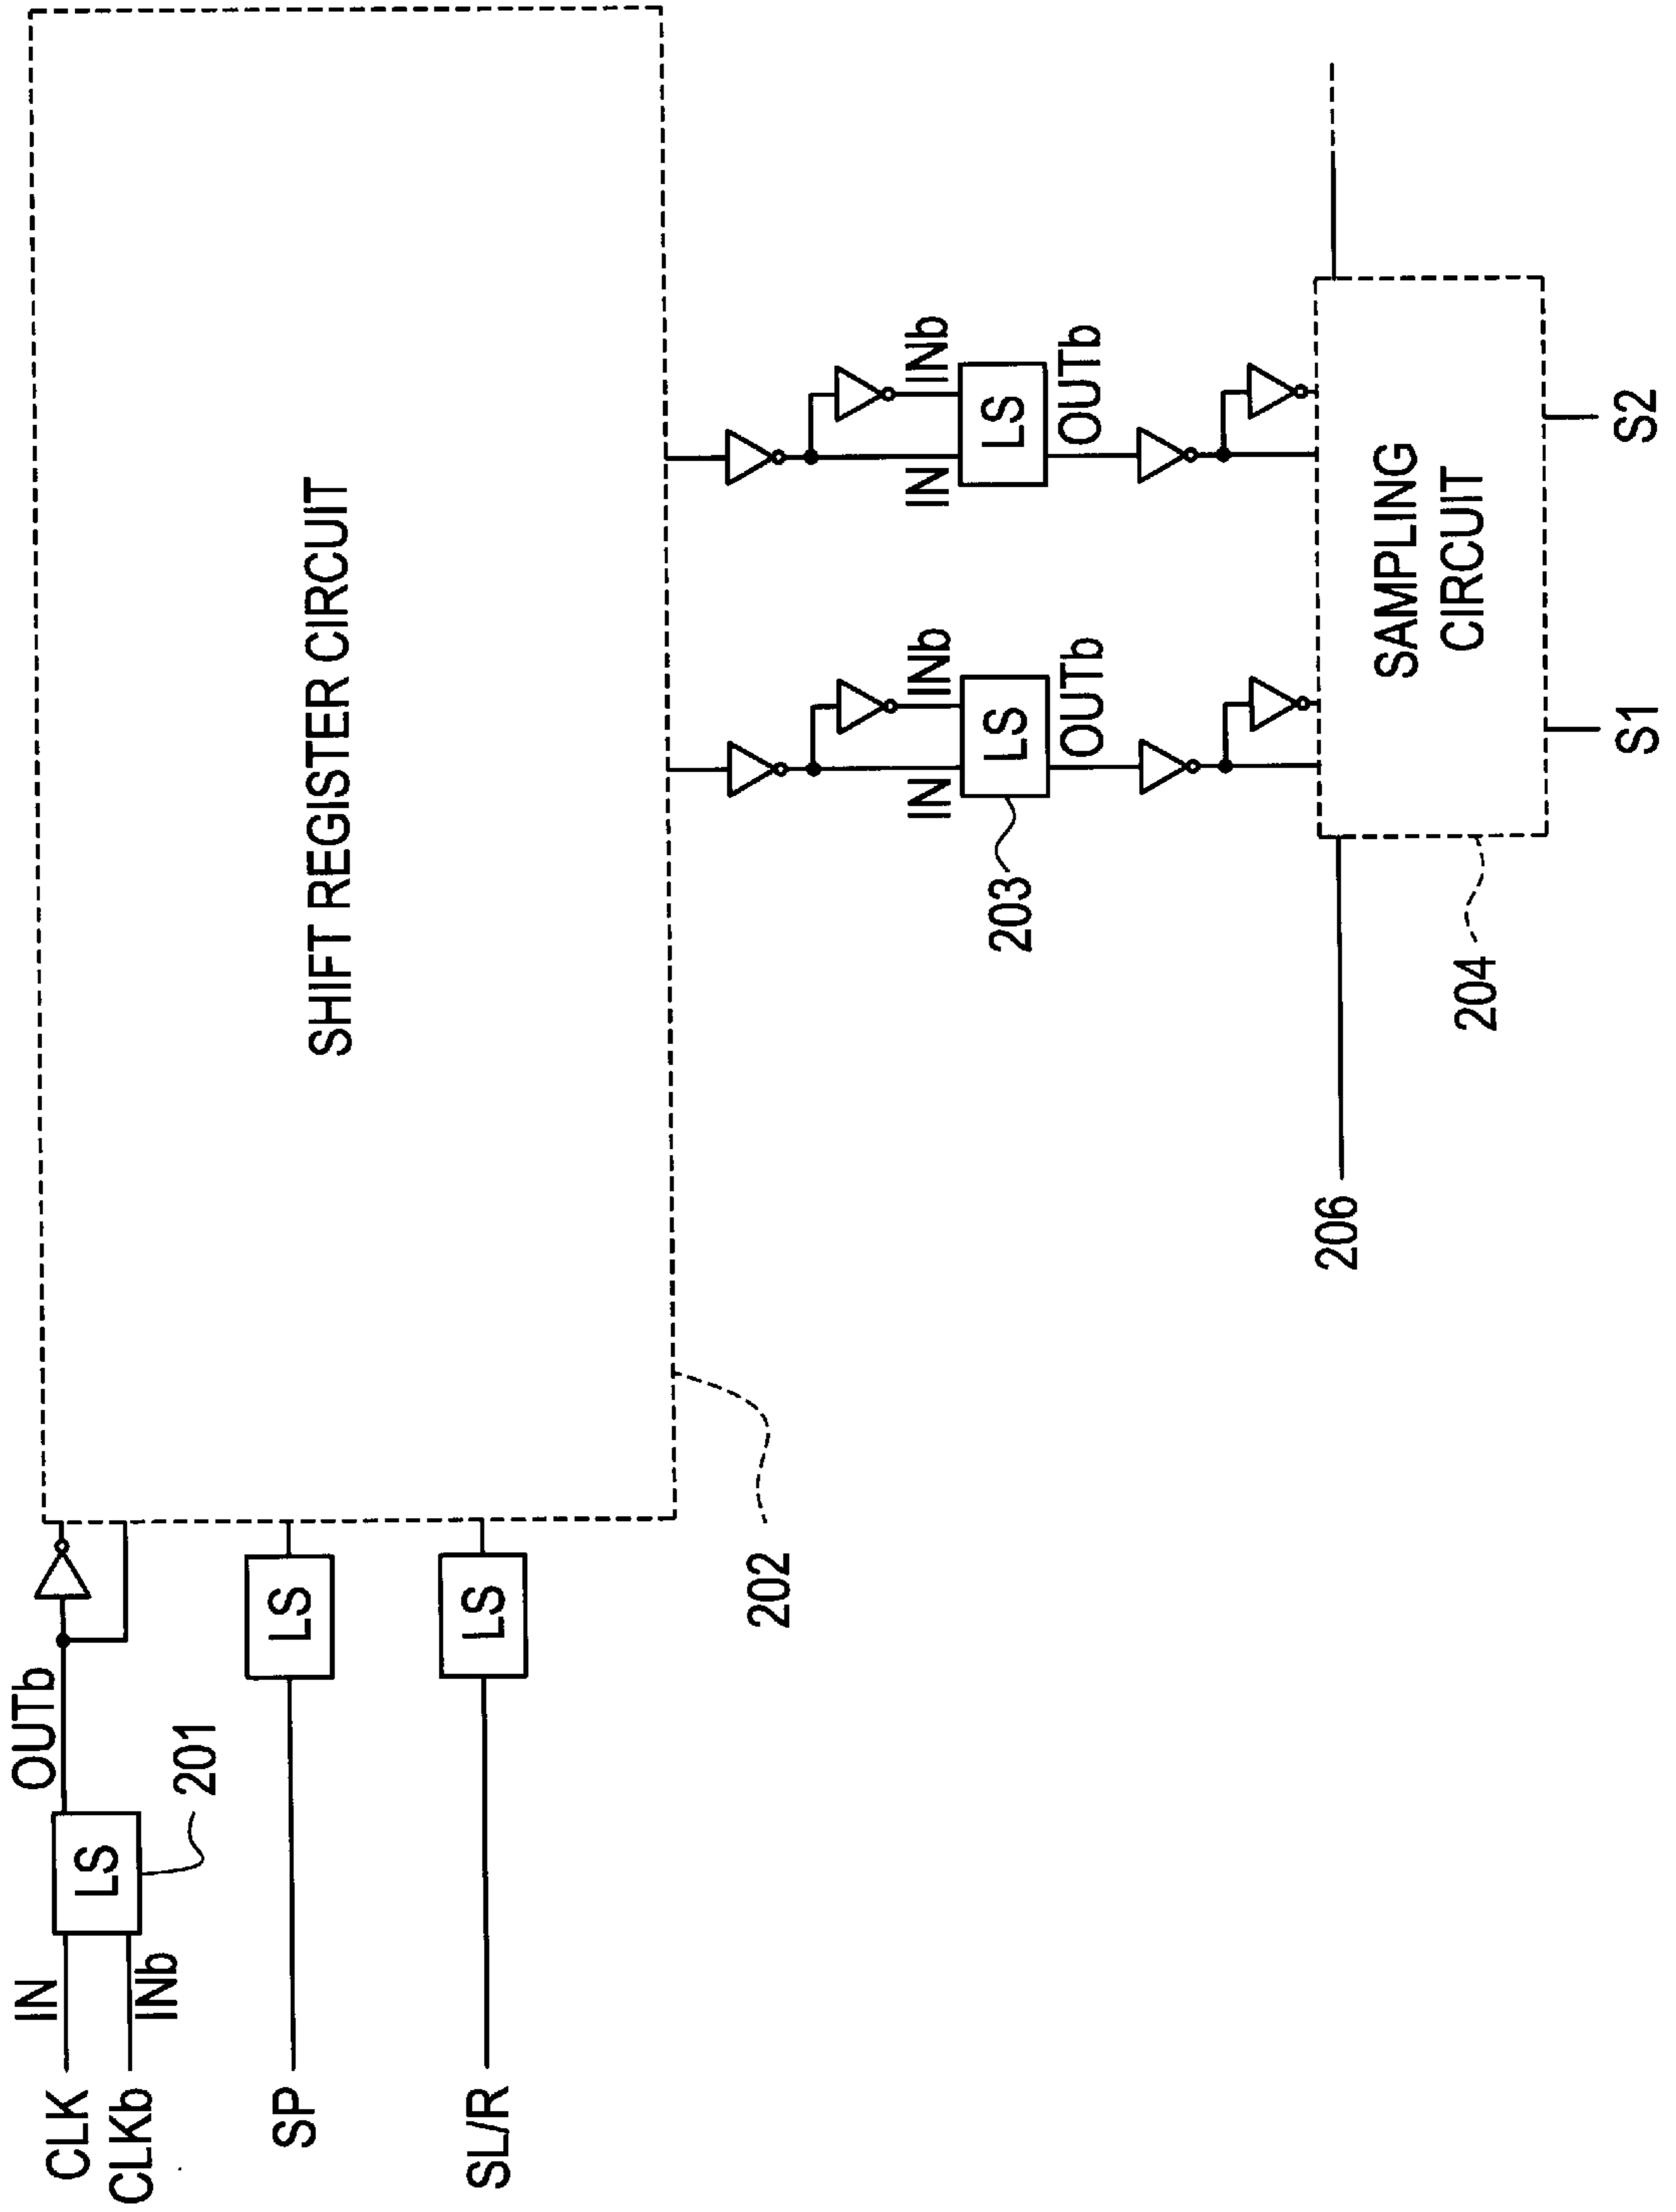 IN
OUTb
CLK
LS
CLKb
INb
201
SHIFT REGISTER CIRCUIT
SP
LS
SL/R
LS
202
IN
INb
IN
INb
LS
LS
203
OUTb
OUTb
206
SAMPLING
CIRCUIT
204
S1
S2